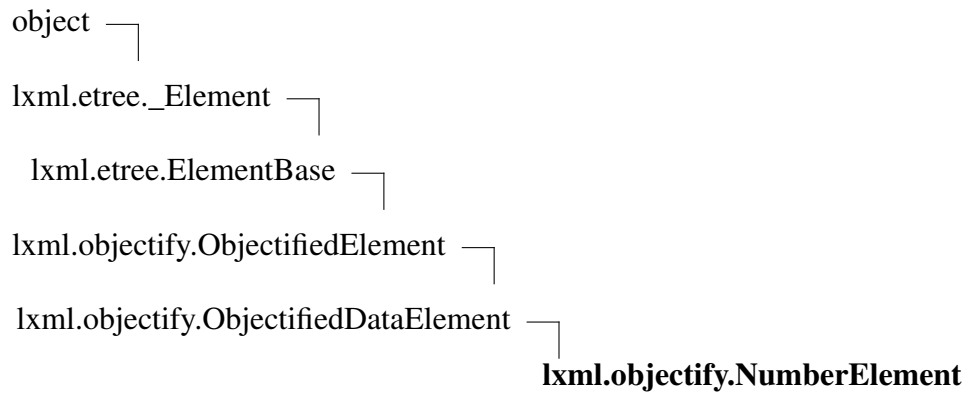 object
lxml.etree._Element
lxml.etree.ElementBase
lxml.objectify.ObjectifiedElement
lxml.objectify.ObjectifiedDataElement
lxml.objectify.NumberElement